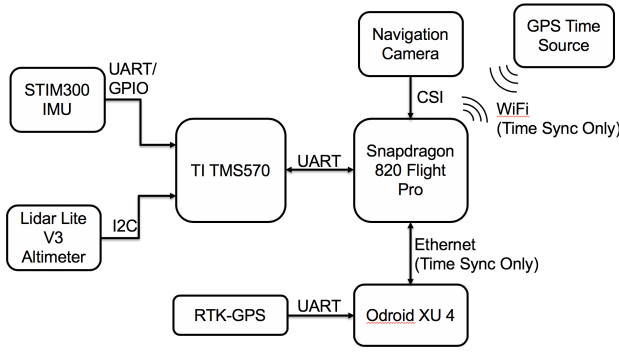 GPS Time
Source
Navigation
Camera
UART/
GPIO
STIM300
IMU
CSI
WiFi
(Time Sync Only)
TI TMS570
UART
Snapdragon
820 Flight
Pro
Lidar Lite
V3
Altimeter
I2C
Ethernet
(Time Sync Only)
RTK-GPS
UART
Odroid XU 4